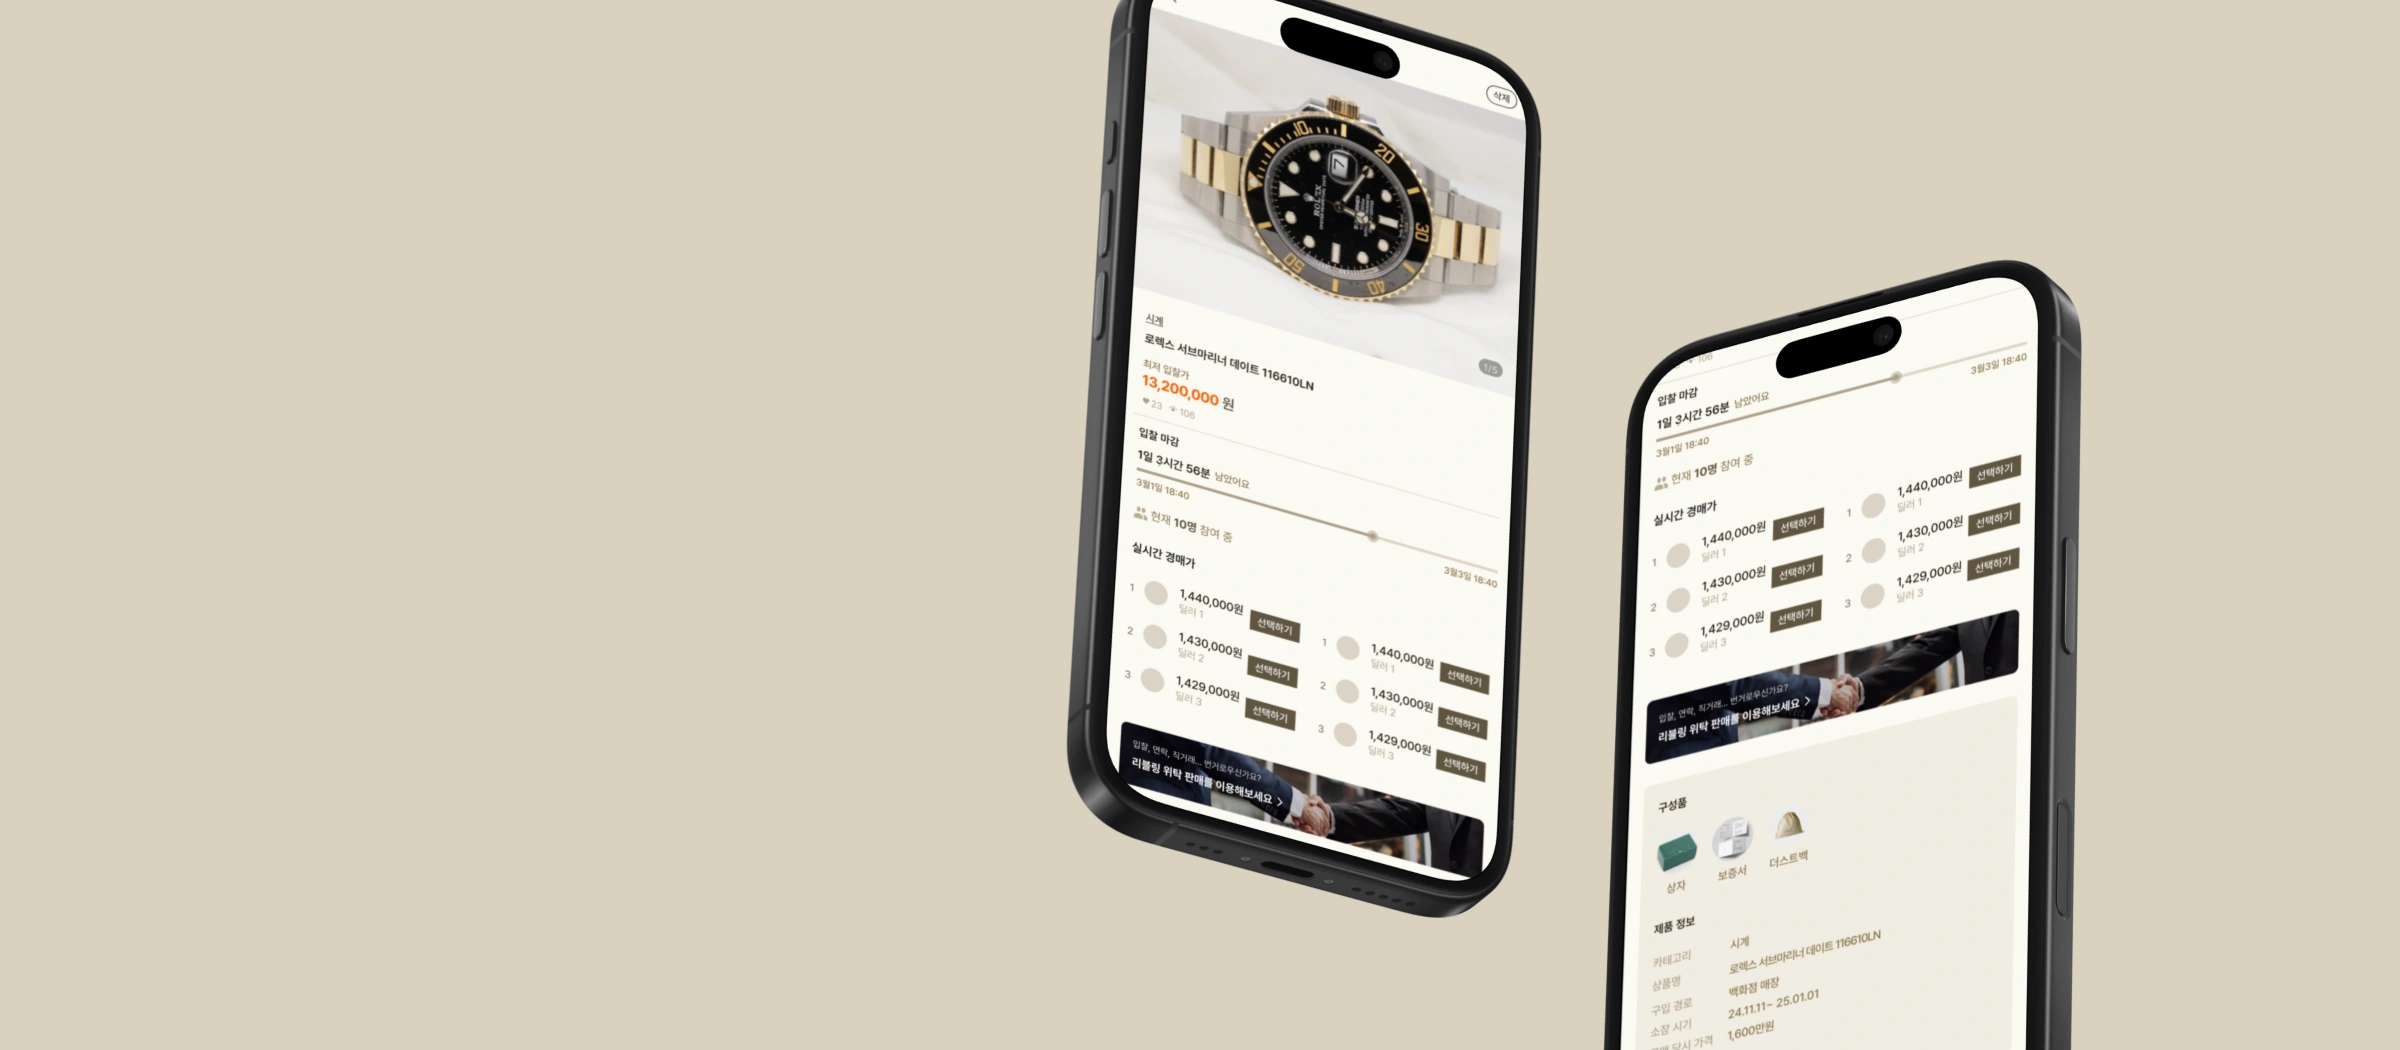 삭제
10
20
30
40
50
7
ROLEX
1/5
시계
로렉스 서브마리너 데이트 116610LN
최저 입찰가
13,200,000 원
23 106
입찰 마감
1일 3시간 56분 남았어요
3월1일 18:40
3월3일 18:40
현재 10명 참여 중
실시간 경매가
1 1,440,000원 선택하기
딜러 1
2 1,430,000원 선택하기
딜러 2
3 1,429,000원 선택하기
딜러 3
1 1,440,000원 선택하기
딜러 1
2 1,430,000원 선택하기
딜러 2
3 1,429,000원 선택하기
딜러 3
입찰, 연락, 직거래... 번거로우신가요?
리블링 위탁 판매를 이용해보세요 >
106
입찰 마감
1일 3시간 56분 남았어요
3월1일 18:40
3월3일 18:40
현재 10명 참여 중
실시간 경매가
1 1,440,000원 선택하기
딜러 1
2 1,430,000원 선택하기
딜러 2
3 1,429,000원 선택하기
딜러 3
1 1,440,000원 선택하기
딜러 1
2 1,430,000원 선택하기
딜러 2
3 1,429,000원 선택하기
딜러 3
입찰, 연락, 직거래... 번거로우신가요?
리블링 위탁 판매를 이용해보세요 >
구성품
상자
보증서
더스트백
제품 정보
카테고리 시계
상품명 로렉스 서브마리너 데이트 116610LN
구입 경로 백화점 매장
소장 시기 24.11.11~ 25.01.01
당시 가격 1,600만원